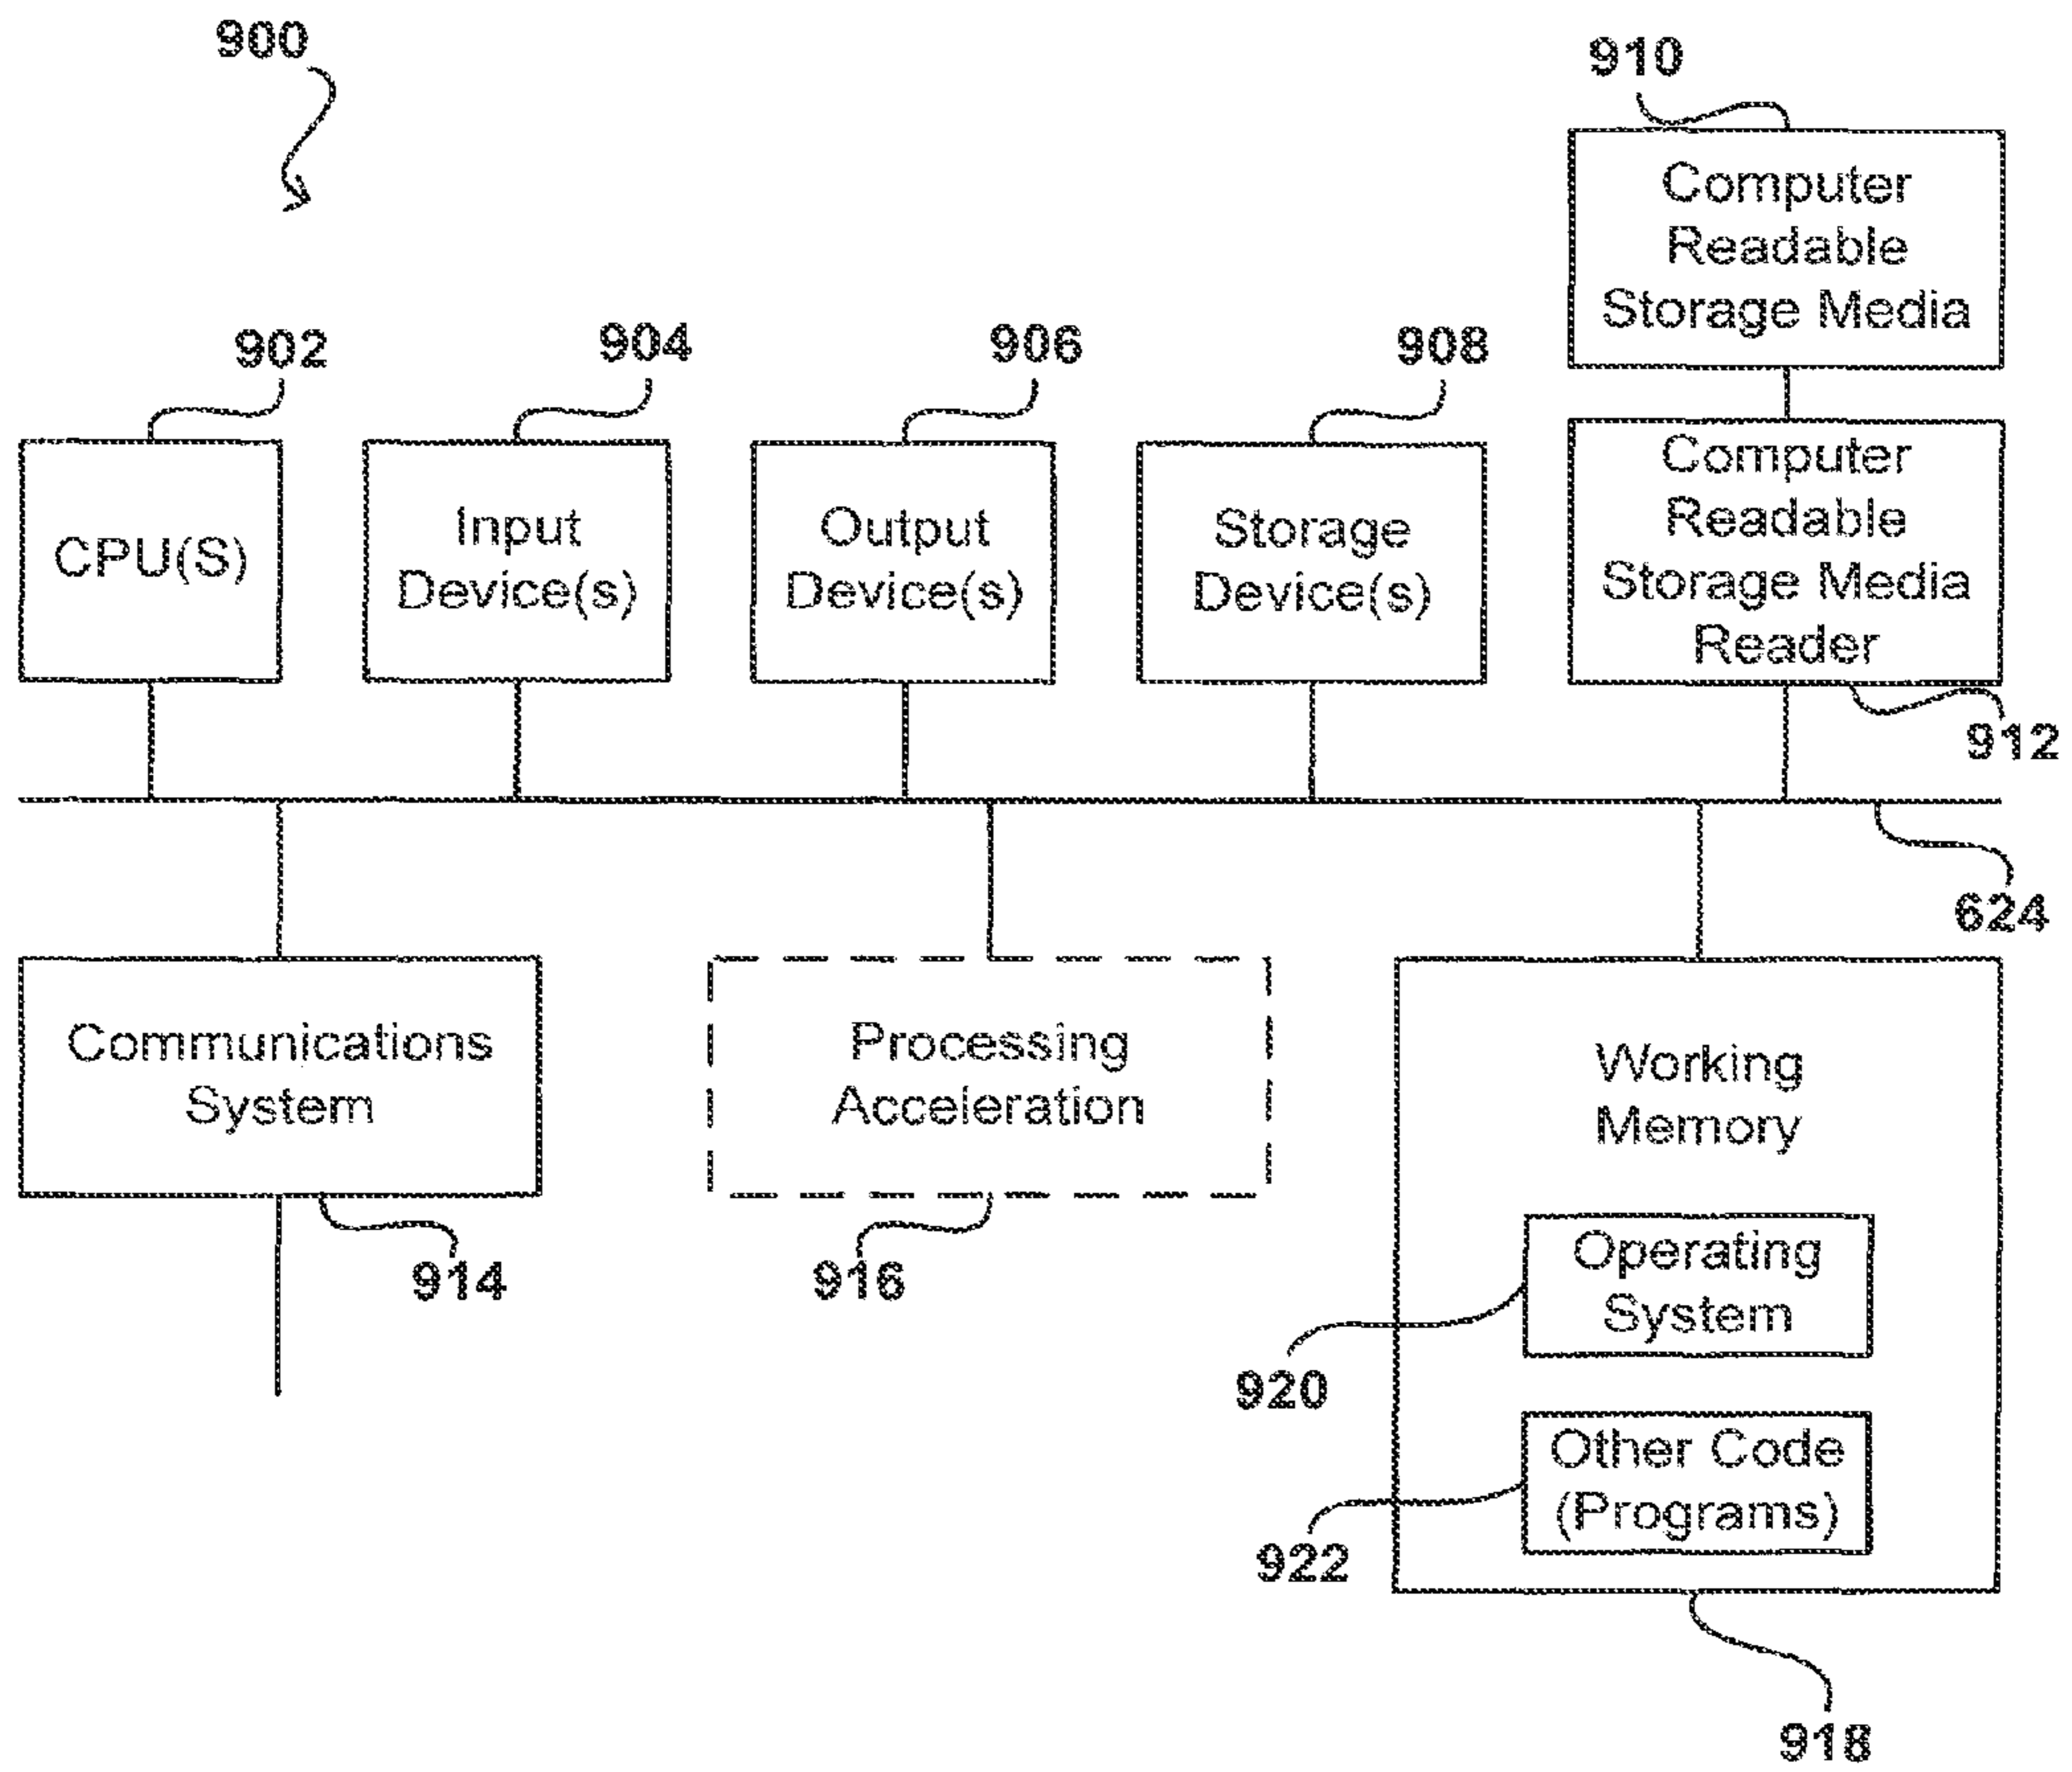 900
910
Computer
Readable
Storage Media
902
904
906
908
CPU(S)
Input
Device(s)
Output
Device(s)
Storage
Device(s)
Computer
Readable
Storage Media
Reader
912
624
Communications
System
914
Processing
Acceleration
916
Working
Memory
Operating
System
920
Other Code
(Programs)
922
918